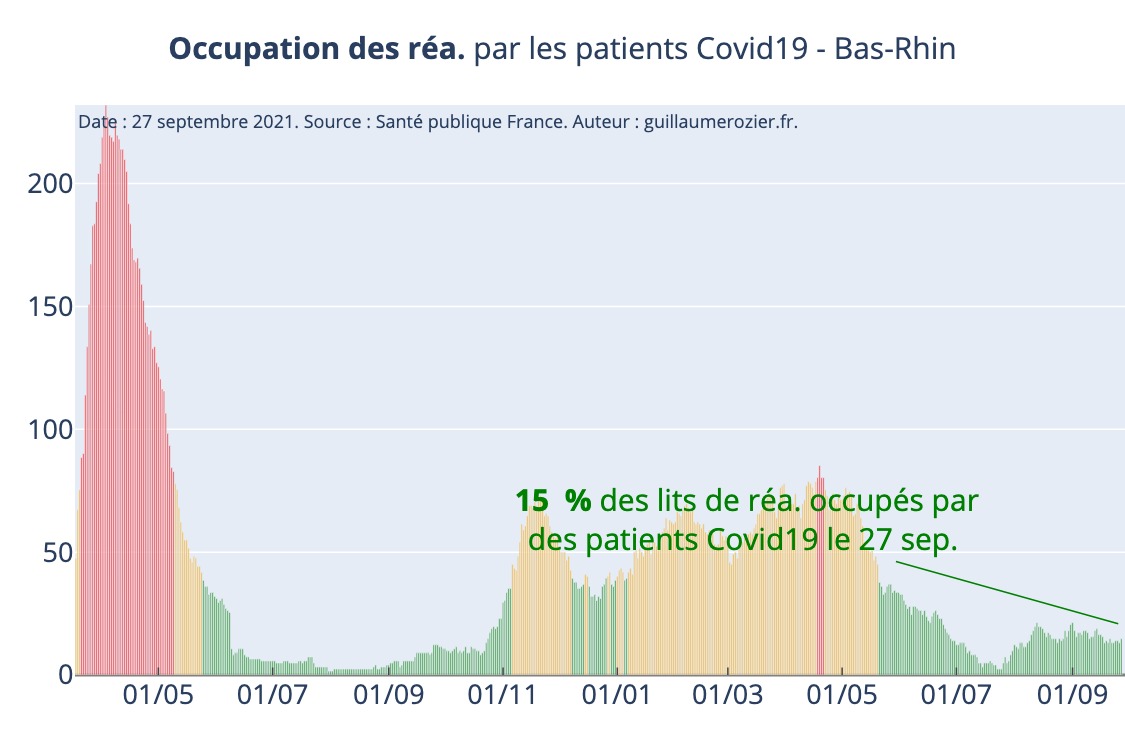 Occupation des réa. par les patients Covid19 - Bas-Rhin
Date : 27 septembre 2021. Source : Santé publique France. Auteur : guillaumerozier.fr.
200
150
100
50
0
15 % des lits de réa. occupés par
des patients Covid19 le 27 sep.
01/05 01/07 01/09 01/11 01/01 01/03 01/05 01/07 01/09